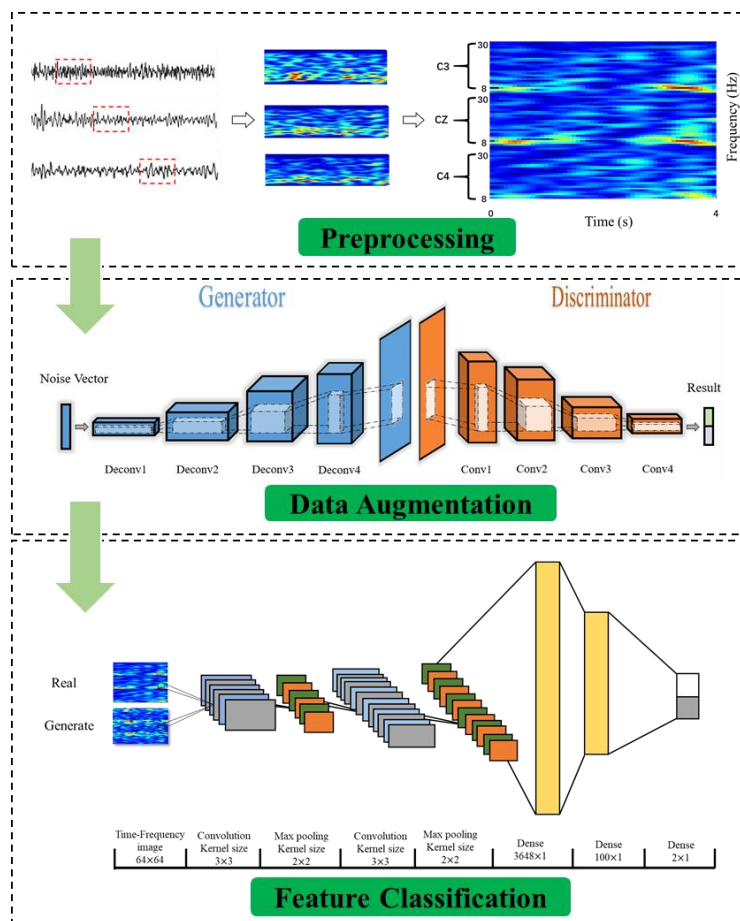 30
C3
8
30
CZ
8
30
C4
8
Frequency (Hz)
0
4
Time (s)
Preprocessing
Generator
Discriminator
Noise Vector
Result
Deconv1
Deconv2
Deconv3
Deconv4
Conv1
Conv2
Conv3
Conv4
Data Augmentation
Real
Generate
Time-Frequency
image
64×64
Convolution
Kernel size
3×3
Max pooling
Kernel size
2×2
Convolution
Kernel size
3×3
Max pooling
Kernel size
2×2
Dense
3648×1
Dense
100×1
Dense
2×1
Feature Classification